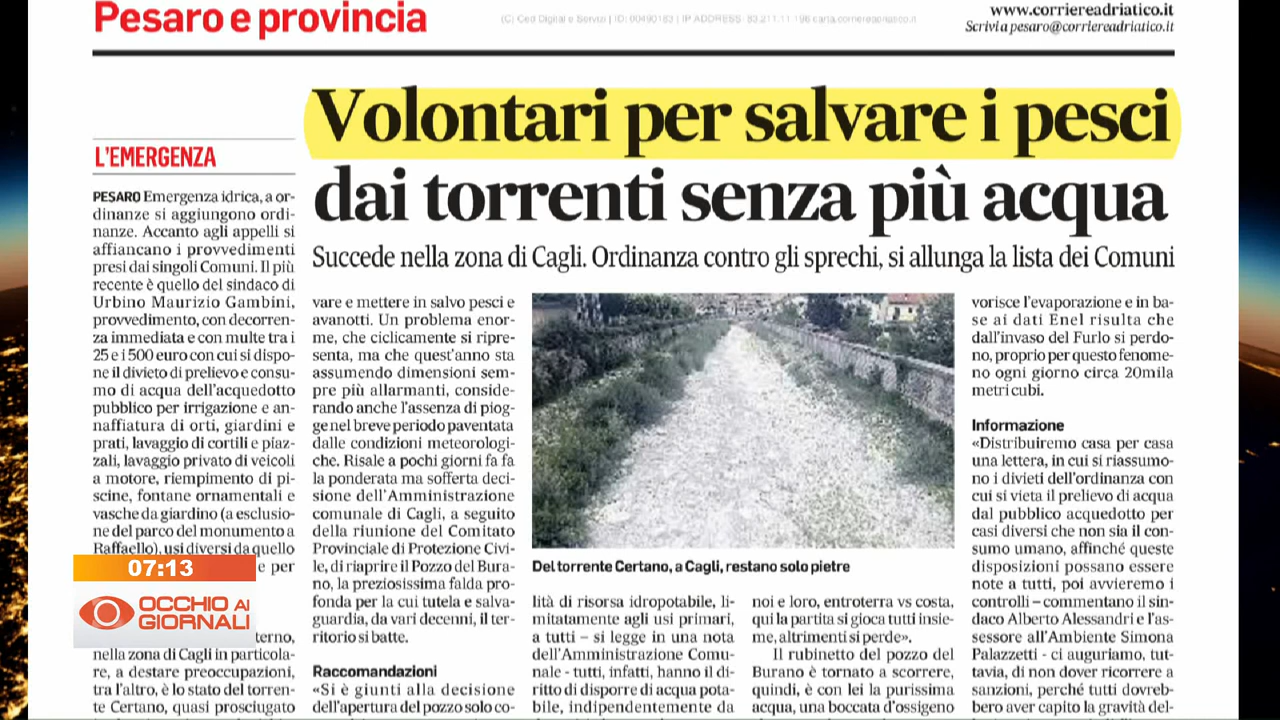 Pesaro e provincia
(C) Ced Digital e Servizi | ID: 00490183 | IP ADDRESS: 83.211.11.196 carta.corriereadriatico.it
www.corriereadriatico.it
Scrivi a pesaro@corriereadriatico.it
Volontari per salvare i pesci
dai torrenti senza più acqua
Succede nella zona di Cagli. Ordinanza contro gli sprechi, si allunga la lista dei Comuni
L'EMERGENZA
PESARO Emergenza idrica, a or-
dinanze si aggiungono ordi-
nanze. Accanto agli appelli si
affiancano i provvedimenti
presi dai singoli Comuni. Il più
recente è quello del sindaco di
Urbino Maurizio Gambini,
provvedimento, con decorren-
za immediata e con multe tra i
25 e i 500 euro con cui si dispo-
ne il divieto di prelievo e consu-
mo di acqua dell'acquedotto
pubblico per irrigazione e an-
naffiatura di orti, giardini e
prati, lavaggio di cortili e piaz-
zali, lavaggio privato di veicoli
a motore, riempimento di pi-
scine, fontane ornamentali e
vasche da giardino (a esclusio-
ne del parco del monumento a
Raffaello), usi diversi da quello
e per
07:13
OCCHIO AI
GIORNALI
terno,
nella zona di Cagli in particola-
re, a destare preoccupazioni,
tra l'altro, è lo stato del torren-
te Certano, quasi prosciugato
vare e mettere in salvo pesci e
avanotti. Un problema enor-
me, che ciclicamente si ripre-
senta, ma che quest'anno sta
assumendo dimensioni sem-
pre più allarmanti, conside-
rando anche l'assenza di piog-
ge nel breve periodo paventata
dalle condizioni meteorologi-
che. Risale a pochi giorni fa fa
la ponderata ma sofferta deci-
sione dell'Amministrazione
comunale di Cagli, a seguito
della riunione del Comitato
Provinciale di Protezione Civi-
le, di riaprire il Pozzo del Bura-
no, la preziosissima falda pro-
fonda per la cui tutela e salva-
guardia, da vari decenni, il ter-
ritorio si batte.
Raccomandazioni
«Si è giunti alla decisione
dell'apertura del pozzo solo co-
Del torrente Certano, a Cagli, restano solo pietre
lità di risorsa idropotabile, li-
mitatamente agli usi primari,
a tutti – si legge in una nota
dell'Amministrazione Comu-
nale - tutti, infatti, hanno il di-
ritto di disporre di acqua pota-
bile, indipendentemente da
noi e loro, entroterra vs costa,
qui la partita si gioca tutti insie-
me, altrimenti si perde».
Il rubinetto del pozzo del
Burano è tornato a scorrere,
quindi, è con lei la purissima
acqua, una boccata d'ossigeno
vorisce l'evaporazione e in ba-
se ai dati Enel risulta che
dall'invaso del Furlo si perdo-
no, proprio per questo fenome-
no ogni giorno circa 20mila
metri cubi.
Informazione
«Distribuiremo casa per casa
una lettera, in cui si riassumo-
no i divieti dell'ordinanza con
cui si vieta il prelievo di acqua
dal pubblico acquedotto per
casi diversi che non sia il con-
sumo umano, affinché queste
disposizioni possano essere
note a tutti, poi avvieremo i
controlli – commentano il sin-
daco Alberto Alessandri e l'as-
sessore all'Ambiente Simona
Palazzetti - ci auguriamo, tut-
tavia, di non dover ricorrere a
sanzioni, perché tutti dovreb-
bero aver capito la gravità del-